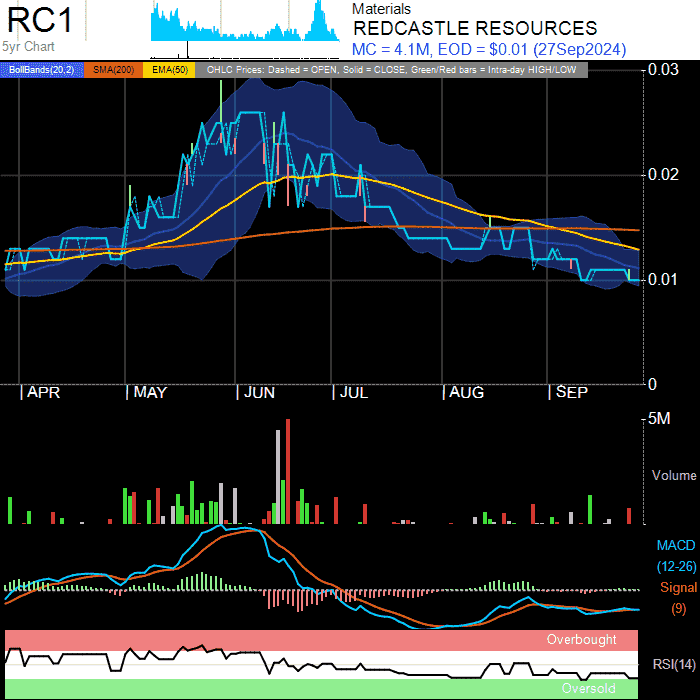 RC1
5yr Chart
Materials
REDCASTLE RESOURCES
MC = 4.1M, EOD = $0.01 (27Sep2024)
BollBands(20,2) SMA(200) EMA(50) OHLC Prices: Dashed = OPEN, Solid = CLOSE, Green/Red bars = Intra-day HIGH/LOW
0.03
0.02
0.01
0
APR MAY JUN JUL AUG SEP
5M
Volume
MACD
(12-26)
Signal
(9)
Overbought
RSI(14)
Oversold